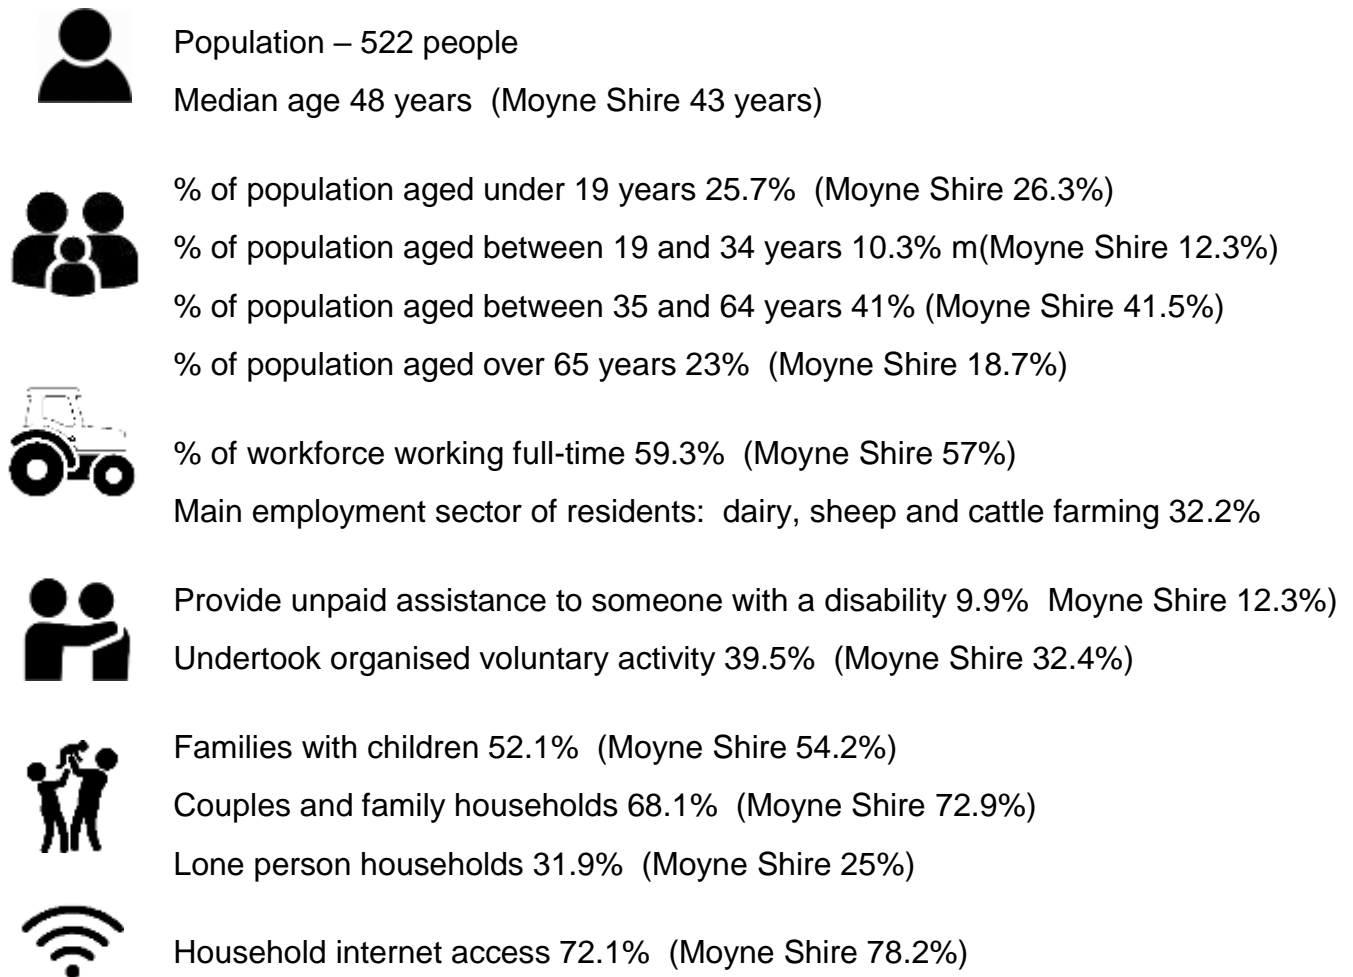 Population – 522 people
Median age 48 years  (Moyne Shire 43 years)
% of population aged under 19 years 25.7%  (Moyne Shire 26.3%)
% of population aged between 19 and 34 years 10.3% m(Moyne Shire 12.3%)
% of population aged between 35 and 64 years 41% (Moyne Shire 41.5%)
% of population aged over 65 years 23%  (Moyne Shire 18.7%)
% of workforce working full-time 59.3%  (Moyne Shire 57%)
Main employment sector of residents:  dairy, sheep and cattle farming 32.2%
Provide unpaid assistance to someone with a disability 9.9%  Moyne Shire 12.3%)
Undertook organised voluntary activity 39.5%  (Moyne Shire 32.4%)
Families with children 52.1%  (Moyne Shire 54.2%)
Couples and family households 68.1%  (Moyne Shire 72.9%)
Lone person households 31.9%  (Moyne Shire 25%)
Household internet access 72.1%  (Moyne Shire 78.2%)